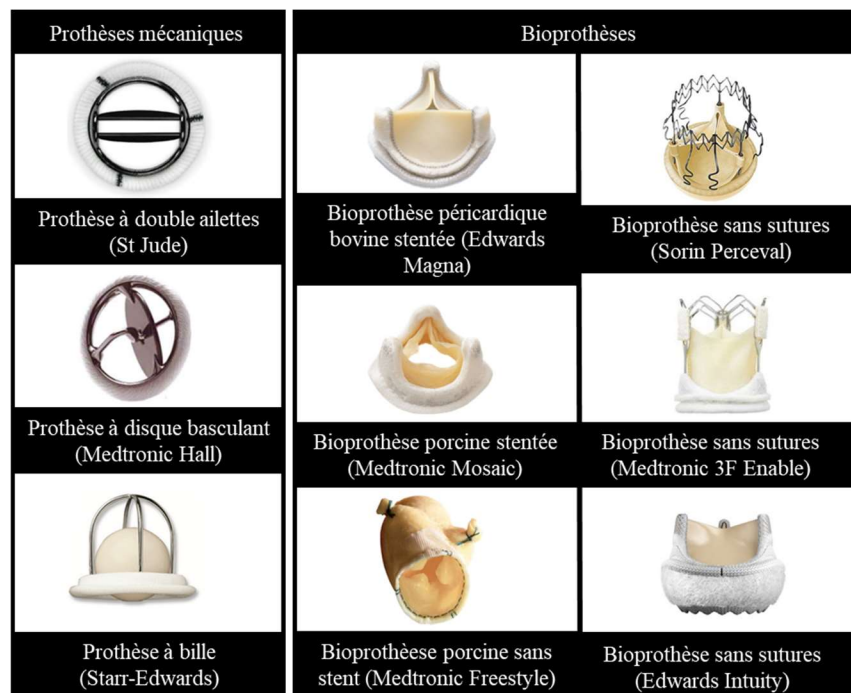 Prothèses mécaniques
Prothèse à double ailettes
(St Jude)
Prothèse à disque basculant
(Medtronic Hall)
Prothèse à bille
(Starr-Edwards)
Bioprothèses
Bioprothèse péricardique
bovine stentée (Edwards
Magna)
Bioprothèse sans sutures
(Sorin Perceval)
Bioprothèse porcine stentée
(Medtronic Mosaic)
Bioprothèse sans sutures
(Medtronic 3F Enable)
Bioprothèese porcine sans
stent (Medtronic Freestyle)
Bioprothèse sans sutures
(Edwards Intuity)